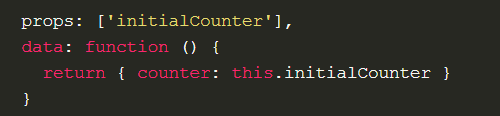 props: ['initialCounter'],
data: function () {
  return { counter: this.initialCounter }
}